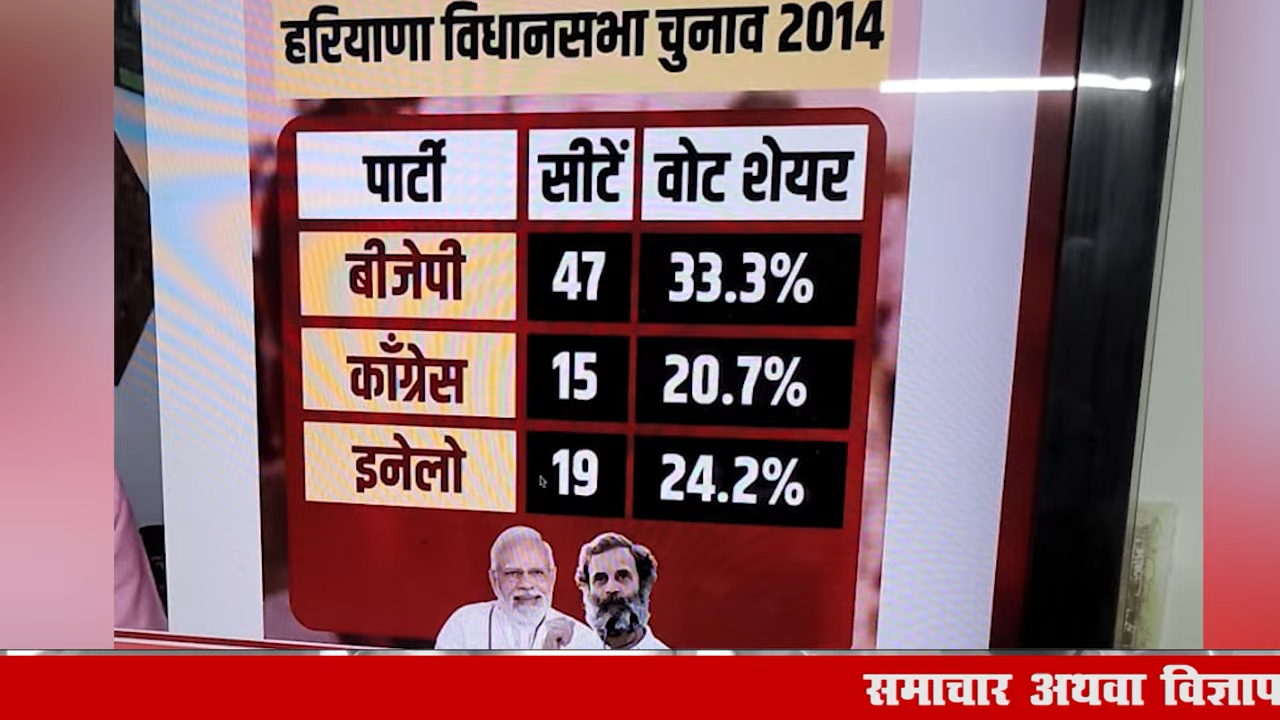 हरियाणा विधानसभा चुनाव 2014
पार्टी सीटें वोट शेयर
बीजेपी 47 33.3%
काँग्रेस 15 20.7%
इनेलो 19 24.2%
समाचार अथवा